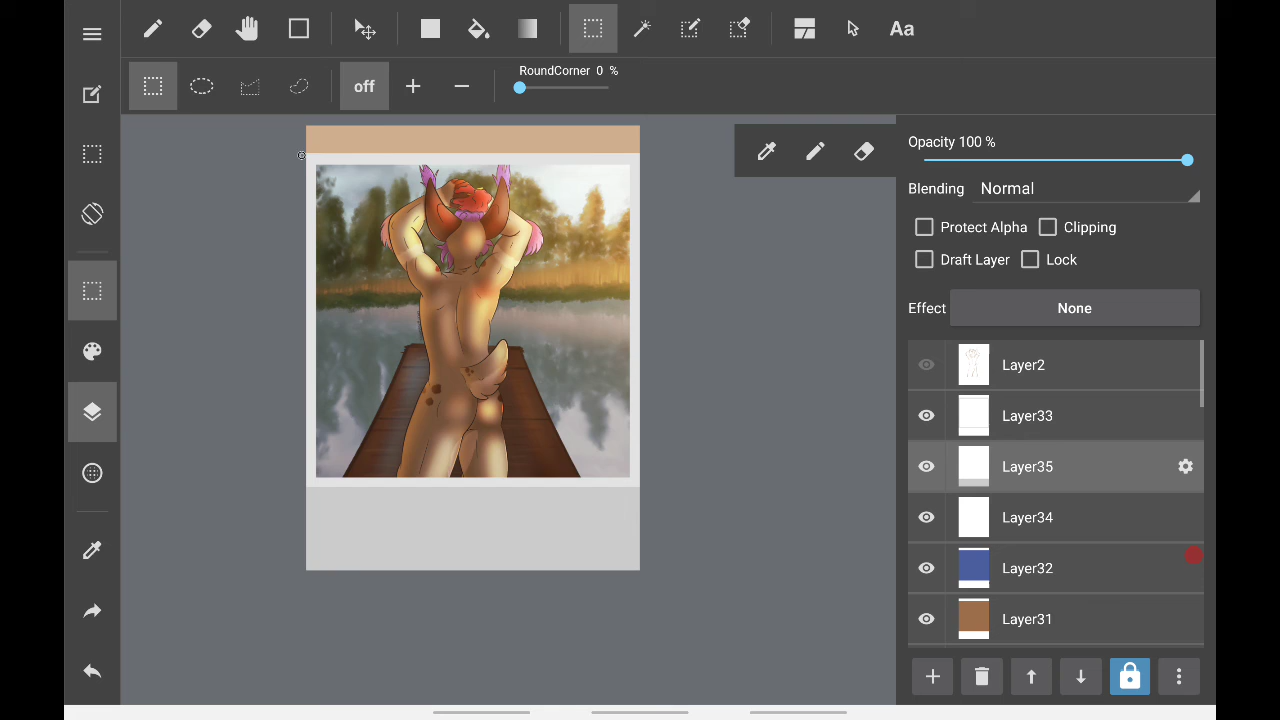 Aa
off
RoundCorner 0 %
Opacity 100 %
Blending Normal
Protect Alpha Clipping
Draft Layer Lock
Effect None
Layer2
Layer33
Layer35
Layer34
Layer32
Layer31